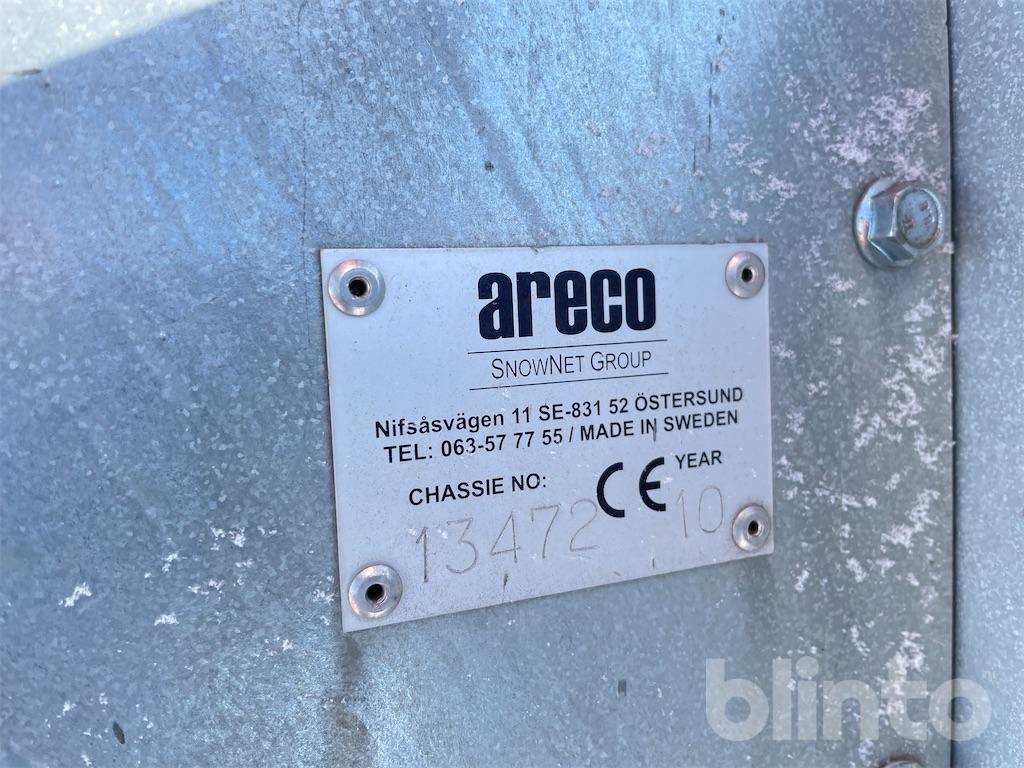 areco
SNOWNET GROUP
Nifsåsvägen 11 SE-831 52 ÖSTERSUND
TEL: 063-57 77 55 / MADE IN SWEDEN
CHASSIE NO: CE YEAR
13472 10
blinto